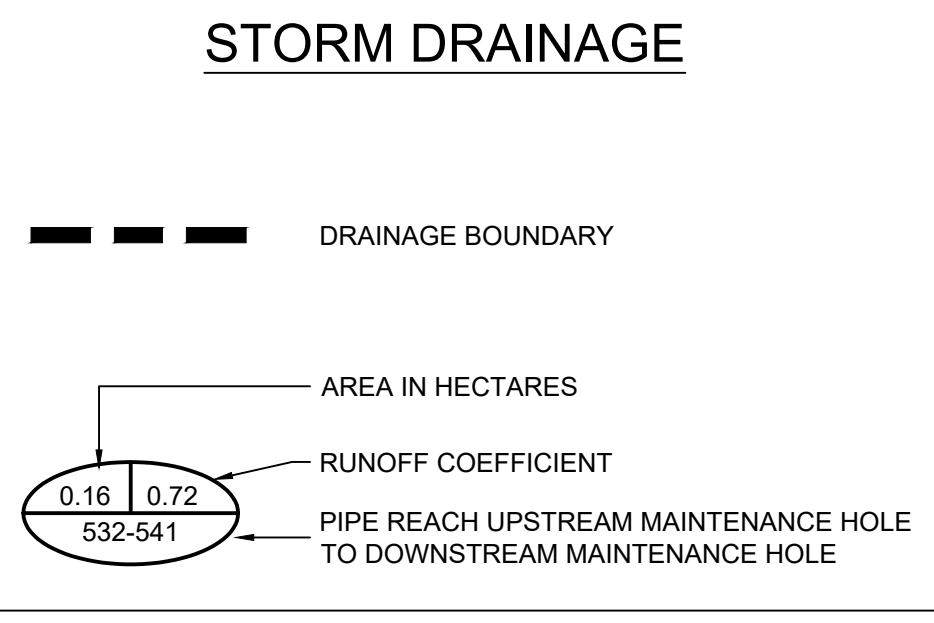 STORM DRAINAGE
DRAINAGE BOUNDARY
AREA IN HECTARES
RUNOFF COEFFICIENT
0.16 0.72
532-541
PIPE REACH UPSTREAM MAINTENANCE HOLE
TO DOWNSTREAM MAINTENANCE HOLE